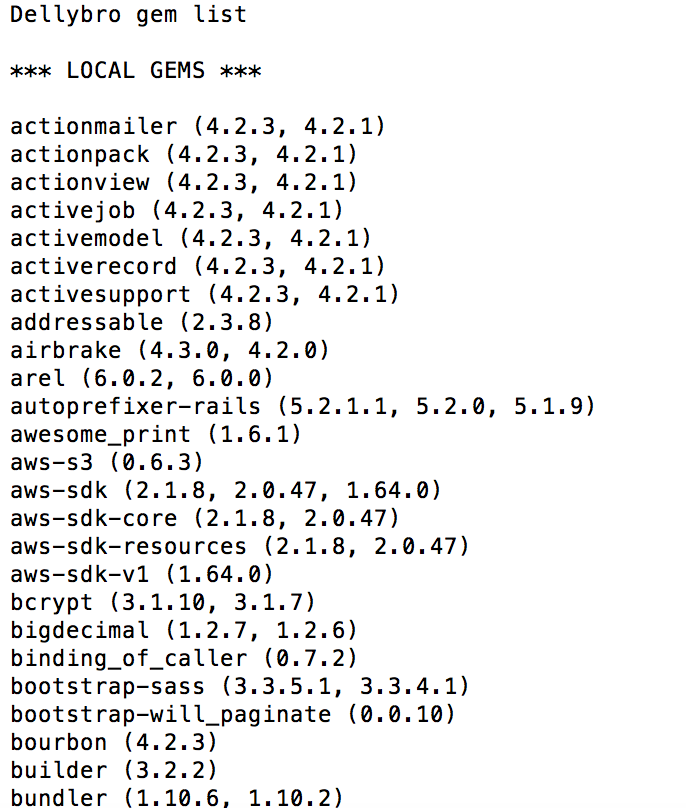 Dellybro gem list
*** LOCAL GEMS ***
actionmailer (4.2.3, 4.2.1)
actionpack (4.2.3, 4.2.1)
actionview (4.2.3, 4.2.1)
activejob (4.2.3, 4.2.1)
activemodel (4.2.3, 4.2.1)
activerecord (4.2.3, 4.2.1)
activesupport (4.2.3, 4.2.1)
addressable (2.3.8)
airbrake (4.3.0, 4.2.0)
arel (6.0.2, 6.0.0)
autoprefixer-rails (5.2.1.1, 5.2.0, 5.1.9)
awesome_print (1.6.1)
aws-s3 (0.6.3)
aws-sdk (2.1.8, 2.0.47, 1.64.0)
aws-sdk-core (2.1.8, 2.0.47)
aws-sdk-resources (2.1.8, 2.0.47)
aws-sdk-v1 (1.64.0)
bcrypt (3.1.10, 3.1.7)
bigdecimal (1.2.7, 1.2.6)
binding_of_caller (0.7.2)
bootstrap-sass (3.3.5.1, 3.3.4.1)
bootstrap-will_paginate (0.0.10)
bourbon (4.2.3)
builder (3.2.2)
bundler (1.10.6, 1.10.2)